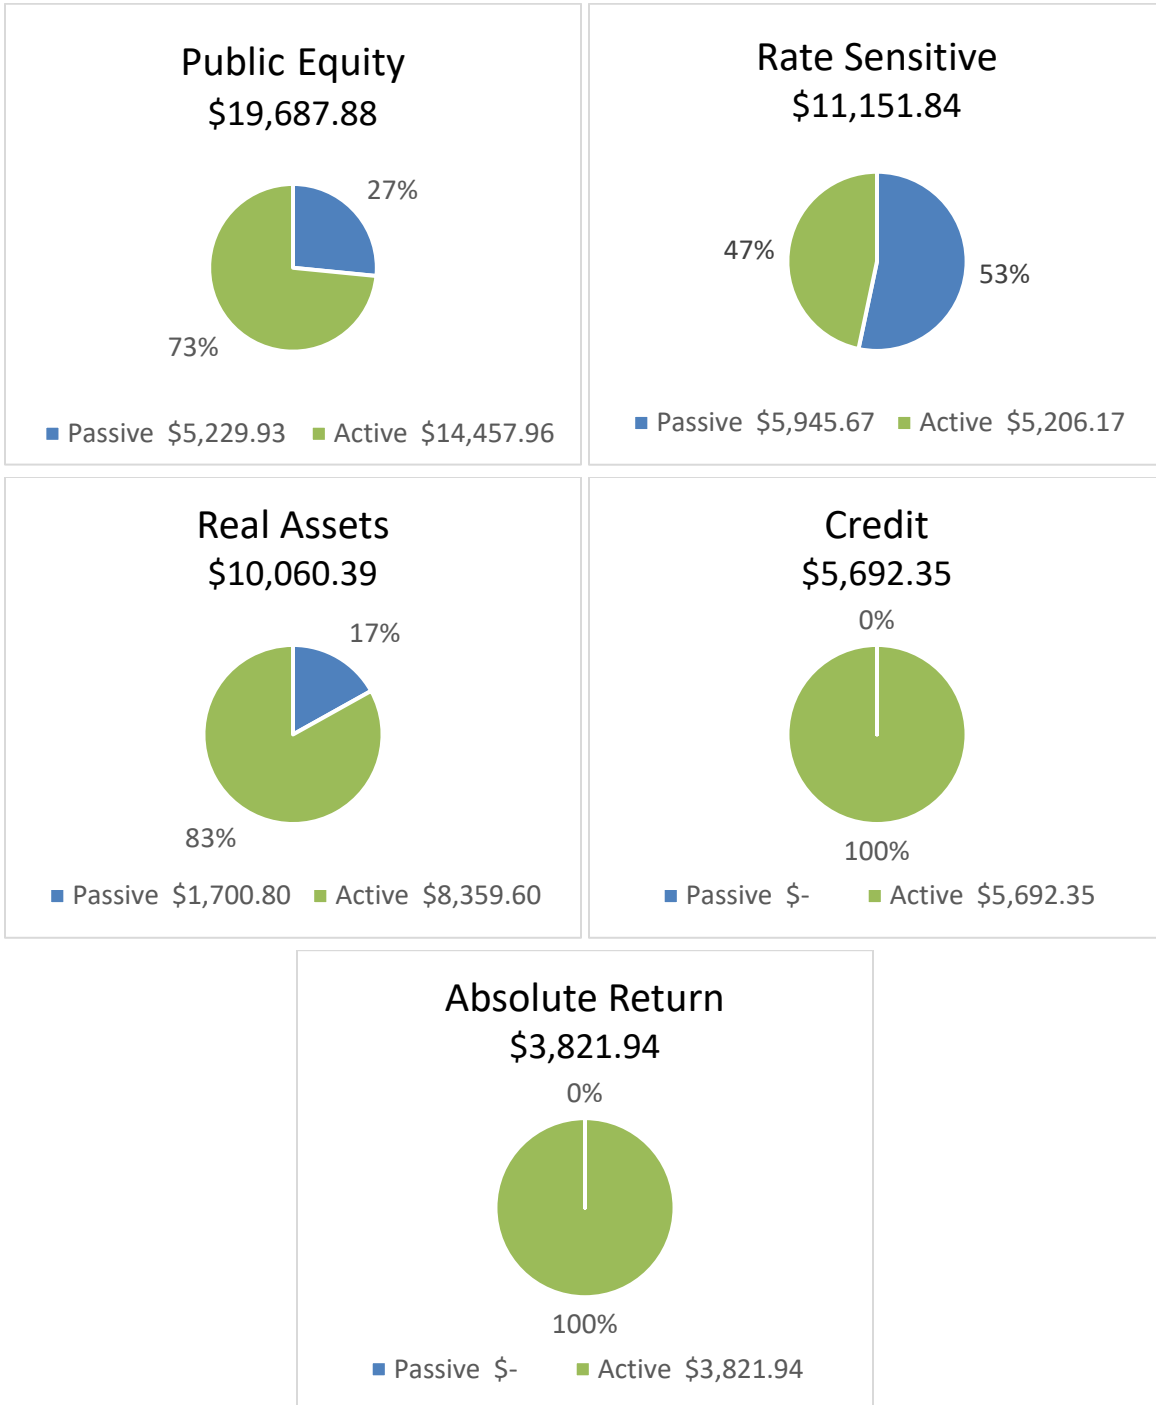 Public Equity
$19,687.88
27%
73%
Passive $5,229.93 Active $14,457.96
Rate Sensitive
$11,151.84
47%
53%
Passive $5,945.67 Active $5,206.17
Real Assets
$10,060.39
17%
83%
Passive $1,700.80 Active $8,359.60
Credit
$5,692.35
0%
100%
Passive $- Active $5,692.35
Absolute Return
$3,821.94
0%
100%
Passive $- Active $3,821.94